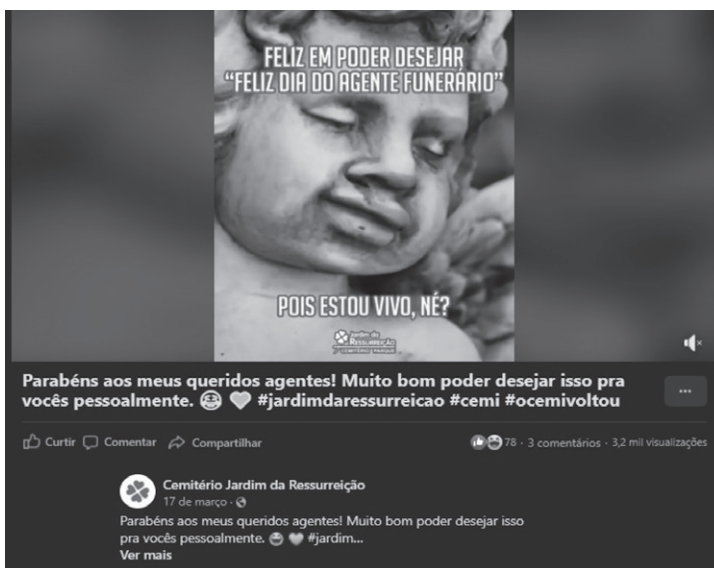 FELIZ EM PODER DESEJAR
“FELIZ DIA DO AGENTE FUNERÁRIO”
POIS ESTOU VIVO, NÉ?
Jardim da
RESSURREIÇÃO
CEMITÉRIO PARQUE
Parabéns aos meus queridos agentes! Muito bom poder desejar isso pra
vocês pessoalmente. #jardimdaressurreicao #cemi #ocemivoltou
Curtir Comentar Compartilhar 78 · 3 comentários · 3,2 mil visualizações
Cemitério Jardim da Ressurreição
17 de março ·
Parabéns aos meus queridos agentes! Muito bom poder desejar isso
pra vocês pessoalmente. #jardim...
Ver mais